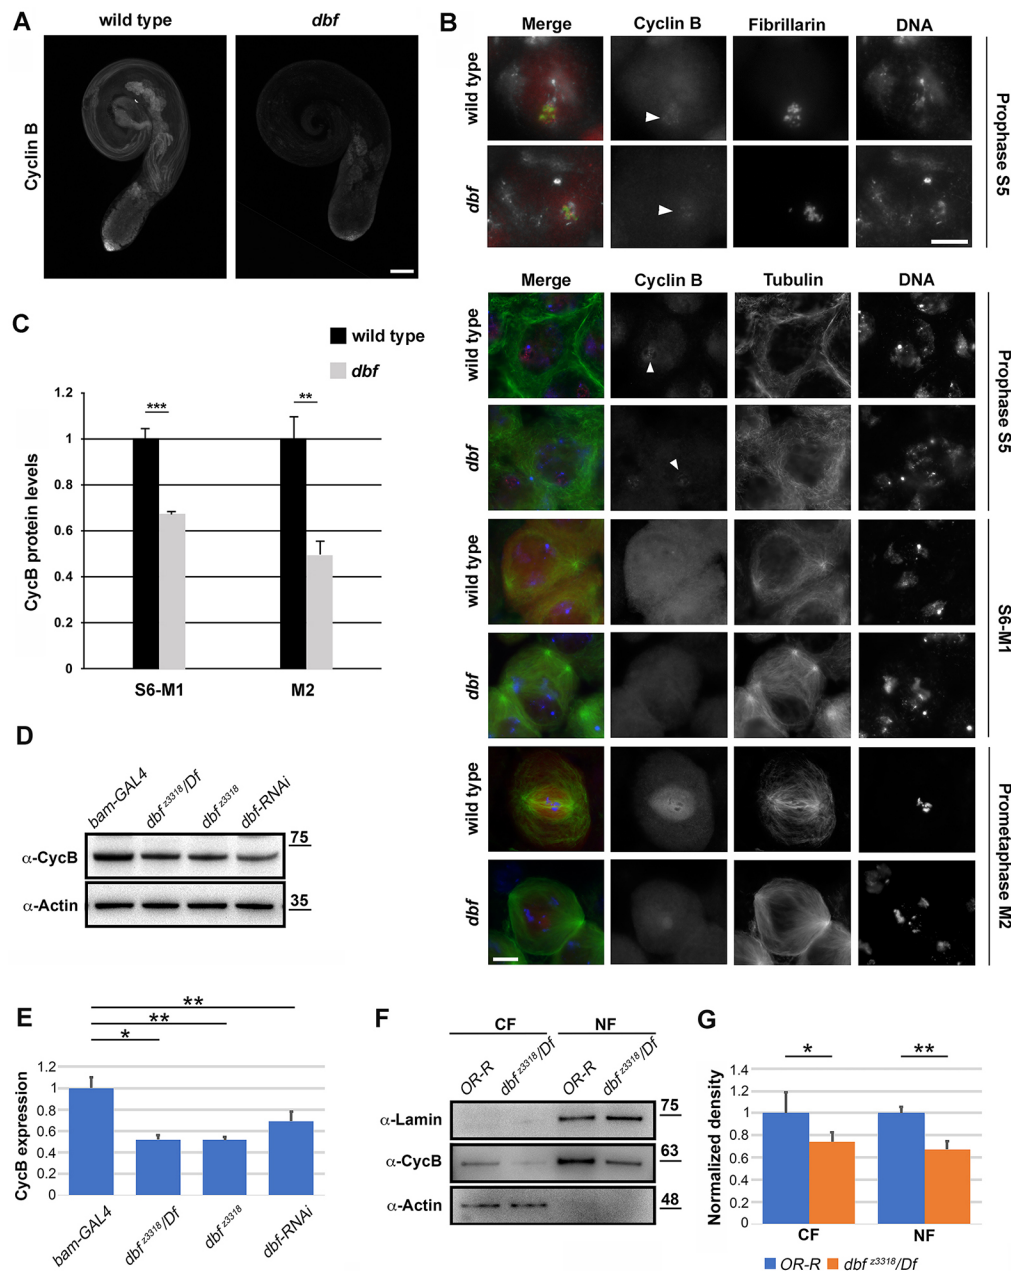 A
wild type
dbf
Cyclin B
B
Merge
Cyclin B
Fibrillarin
DNA
wild type
dbf
Prophase S5
Merge
Cyclin B
Tubulin
DNA
wild type
dbf
Prophase S5
wild type
dbf
S6-M1
wild type
dbf
Prometaphase M2
C
wild type
dbf
CycB protein levels
1.2
1
0.8
0.6
0.4
0.2
0
***
**
S6-M1
M2
D
bam-GAL4
dbf z3318/Df
dbf z3318
dbf-RNAi
α-CycB
α-Actin
75
35
E
**
**
*
CycB expression
1.2
1
0.8
0.6
0.4
0.2
0
bam-GAL4
dbf z3318/Df
dbf z3318
dbf-RNAi
F
CF
NF
OR-R
dbf z3318/Df
OR-R
dbf z3318/Df
α-Lamin
α-CycB
α-Actin
75
63
48
G
Normalized density
1.4
1.2
1
0.8
0.6
0.4
0.2
0
*
**
CF
NF
OR-R
dbf z3318/Df